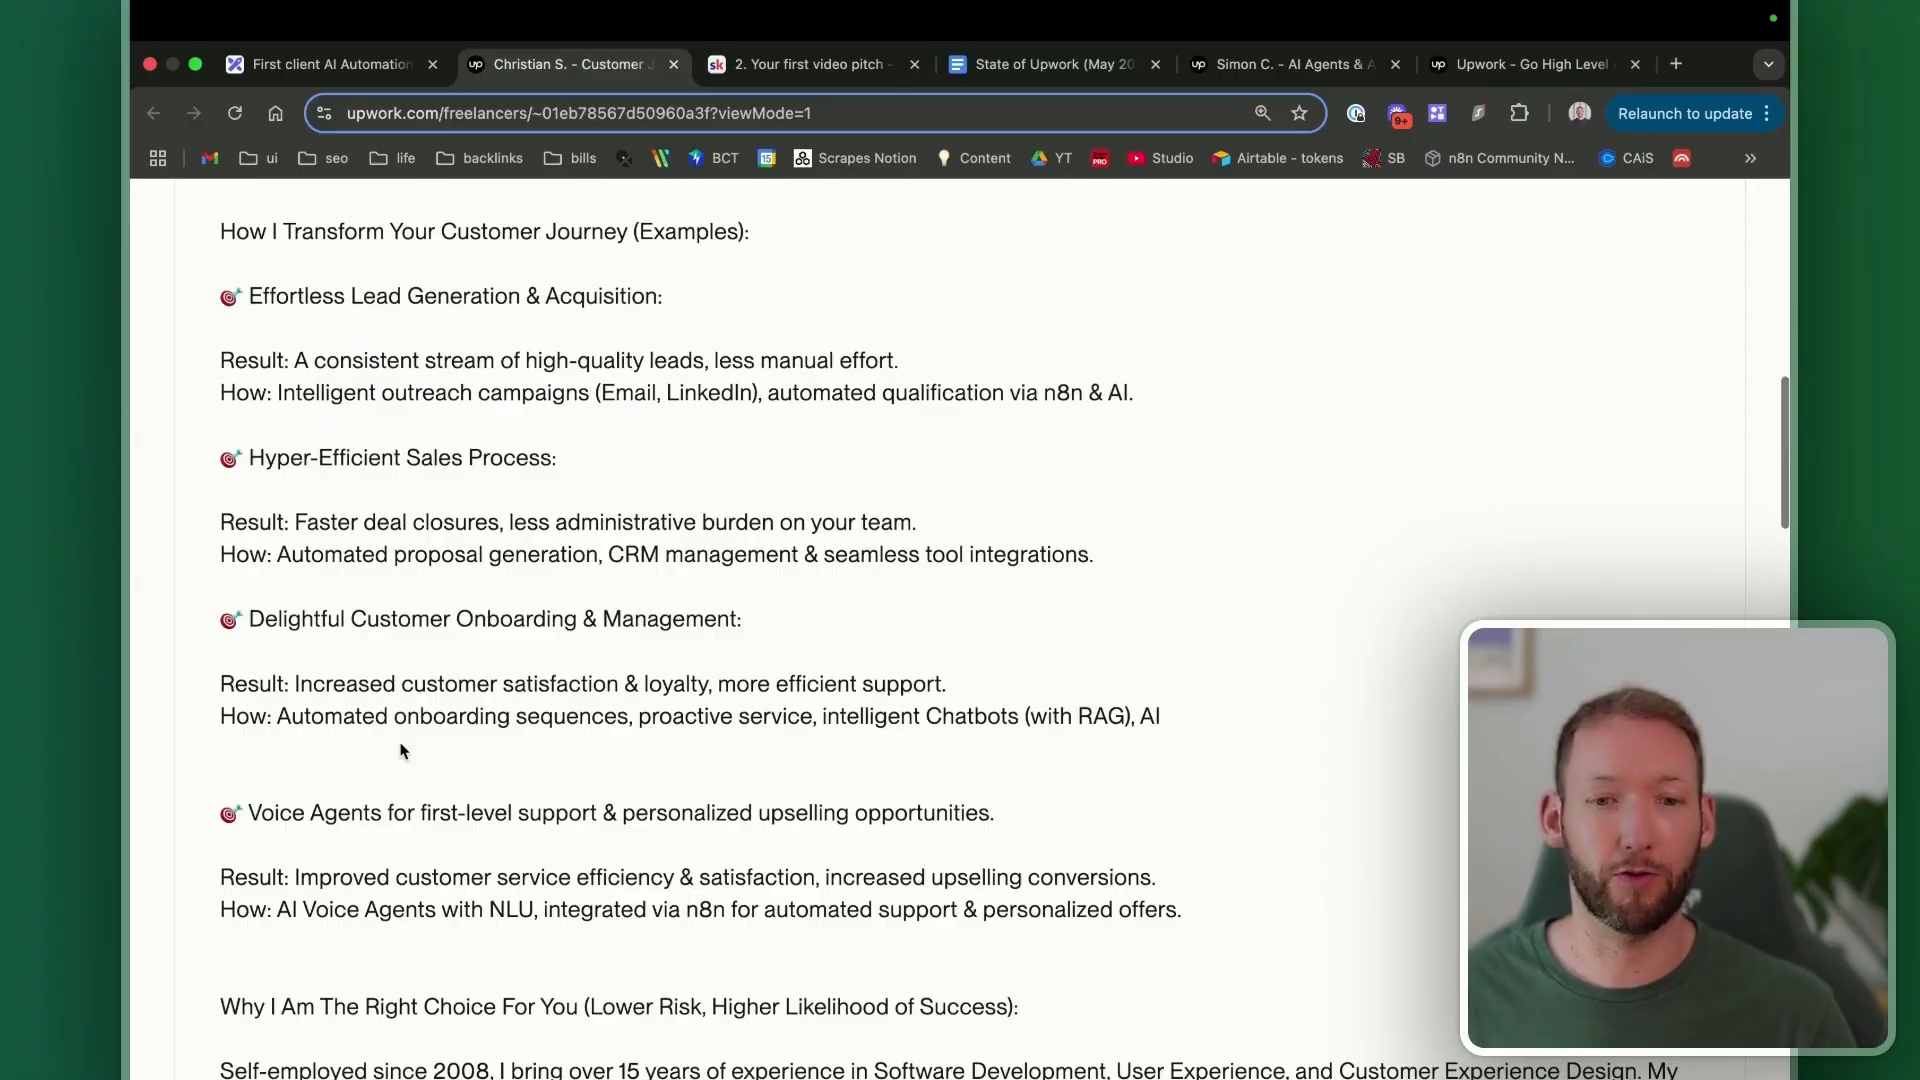 First client AI Automation
Christian S. - Customer J
2. Your first video pitch -
State of Upwork (May 20
Simon C. - AI Agents & A
Upwork - Go High Level
upwork.com/freelancers/~01eb78567d50960a3f?viewMode=1
9+
Relaunch to update
ui
seo
life
backlinks
bills
BCT
15
Scrapes Notion
Content
YT
PRO
Studio
Airtable - tokens
SB
n8n Community N...
CAiS
How I Transform Your Customer Journey (Examples):
🎯 Effortless Lead Generation & Acquisition:
Result: A consistent stream of high-quality leads, less manual effort.
How: Intelligent outreach campaigns (Email, LinkedIn), automated qualification via n8n & AI.
🎯 Hyper-Efficient Sales Process:
Result: Faster deal closures, less administrative burden on your team.
How: Automated proposal generation, CRM management & seamless tool integrations.
🎯 Delightful Customer Onboarding & Management:
Result: Increased customer satisfaction & loyalty, more efficient support.
How: Automated onboarding sequences, proactive service, intelligent Chatbots (with RAG), AI
🎯 Voice Agents for first-level support & personalized upselling opportunities.
Result: Improved customer service efficiency & satisfaction, increased upselling conversions.
How: AI Voice Agents with NLU, integrated via n8n for automated support & personalized offers.
Why I Am The Right Choice For You (Lower Risk, Higher Likelihood of Success):
Self-employed since 2008, I bring over 15 years of experience in Software Development, User Experience, and Customer Experience Design. My